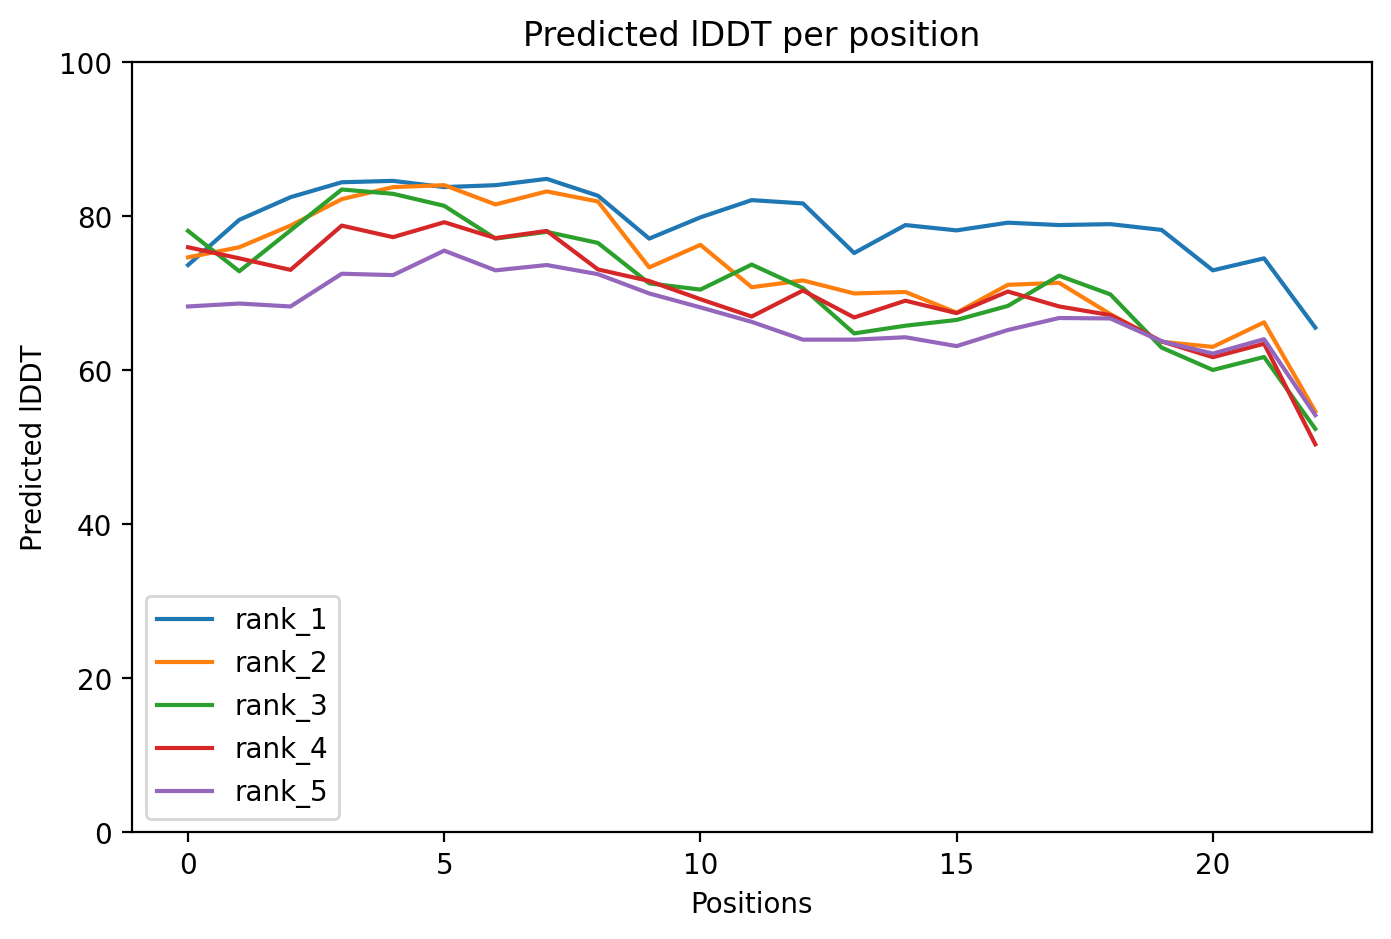 Predicted lDDT per position
100
80
60
40
20
0
Predicted lDDT
rank_1
rank_2
rank_3
rank_4
rank_5
0 5 10 15 20
Positions